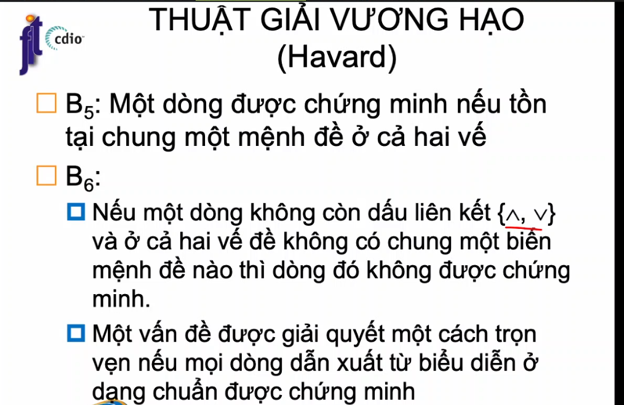 THUẬT GIẢI VƯƠNG HẠO
fit cdio
(Havard)
B5: Một dòng được chứng minh nếu tồn
tại chung một mệnh đề ở cả hai vế
B6:
Nếu một dòng không còn dấu liên kết {∧, ∨}
và ở cả hai vế đề không có chung một biến
mệnh đề nào thì dòng đó không được chứng
minh.
Một vấn đề được giải quyết một cách trọn
vẹn nếu mọi dòng dẫn xuất từ biểu diễn ở
dạng chuẩn được chứng minh